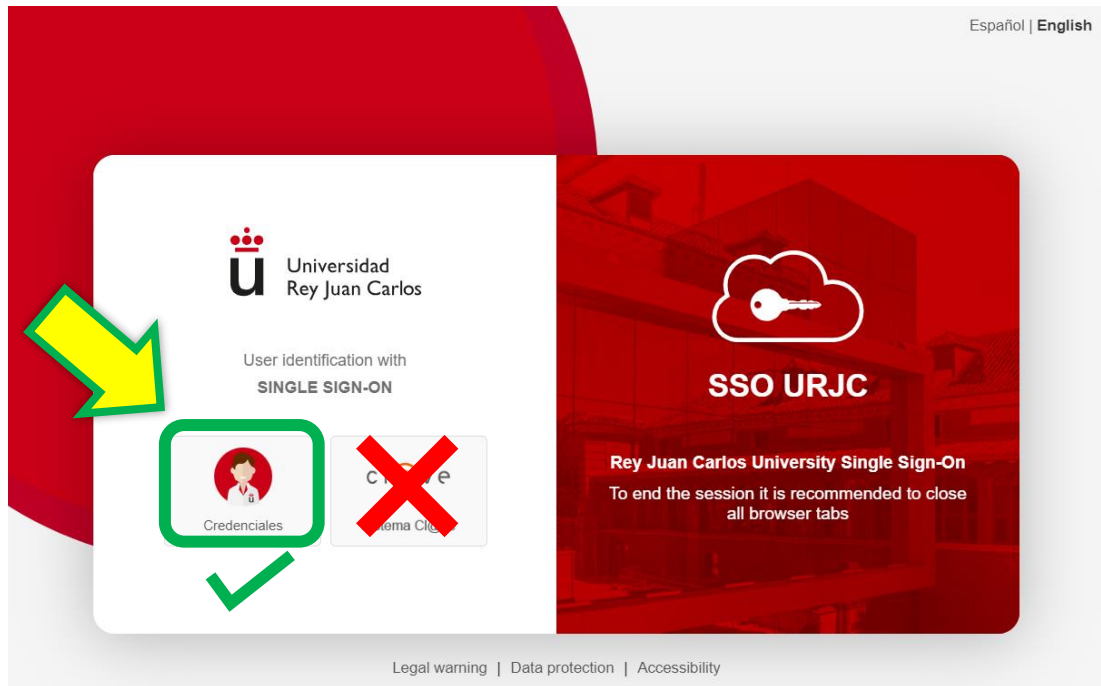 Español | English
Universidad
Rey Juan Carlos
User identification with
SINGLE SIGN-ON
Credenciales
SSO URJC
Rey Juan Carlos University Single Sign-On
To end the session it is recommended to close
all browser tabs
Legal warning | Data protection | Accessibility